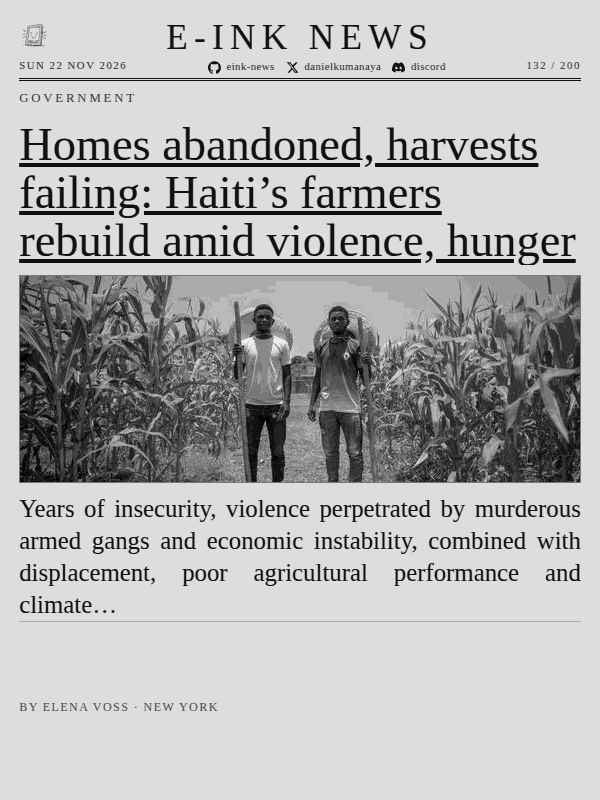 E-INK NEWS
SUN 22 NOV 2026 eink-news danielkumanaya discord 132 / 200
GOVERNMENT
Homes abandoned, harvests
failing: Haiti’s farmers
rebuild amid violence, hunger
Years of insecurity, violence perpetrated by murderous
armed gangs and economic instability, combined with
displacement, poor agricultural performance and
climate…
BY ELENA VOSS · NEW YORK